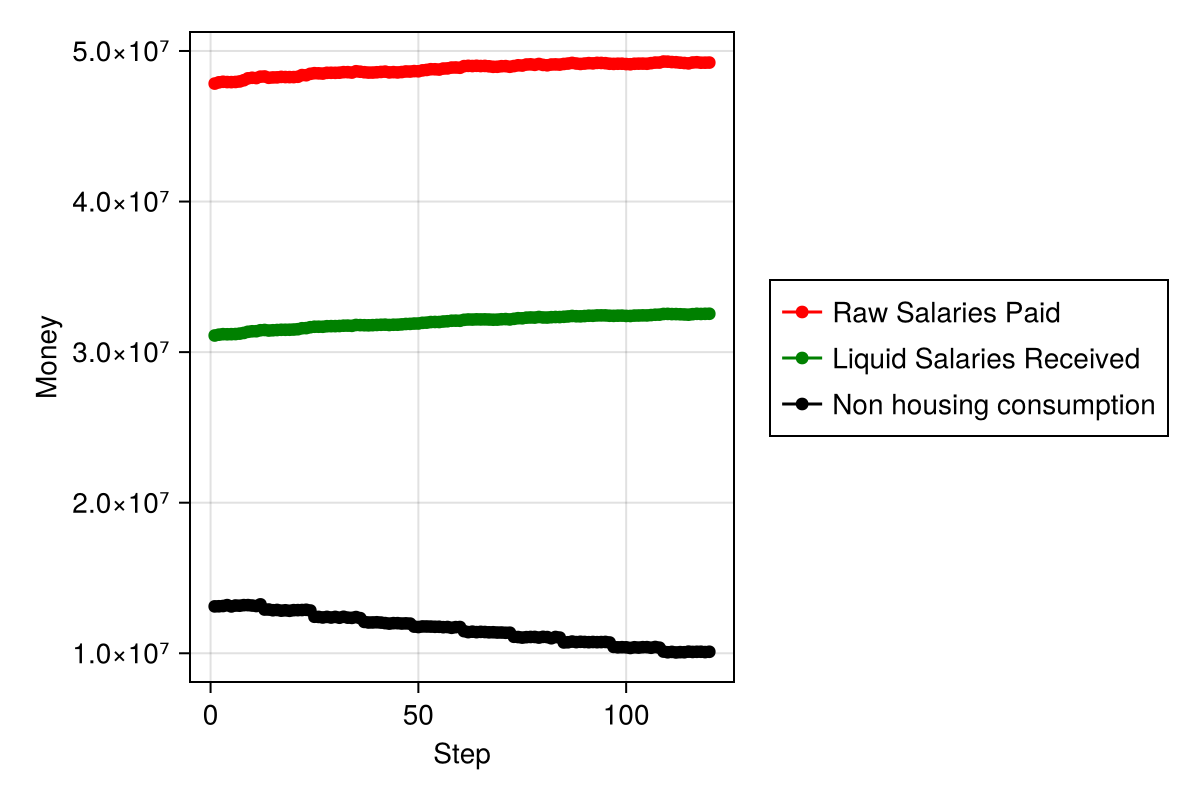 5.0×10⁷
4.0×10⁷
3.0×10⁷
2.0×10⁷
1.0×10⁷
Money
0 50 100
Step
Raw Salaries Paid
Liquid Salaries Received
Non housing consumption